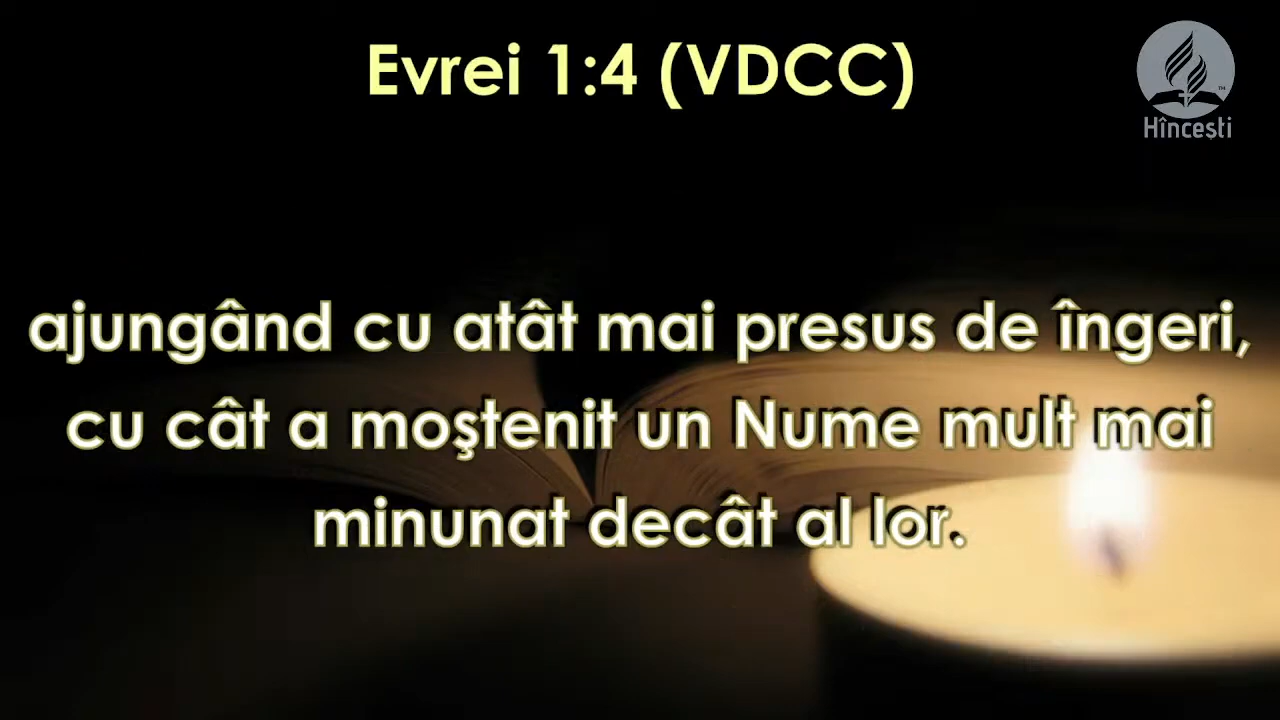 Evrei 1:4 (VDCC)
Hîncești
ajungând cu atât mai presus de îngeri,
cu cât a moştenit un Nume mult mai
minunat decât al lor.